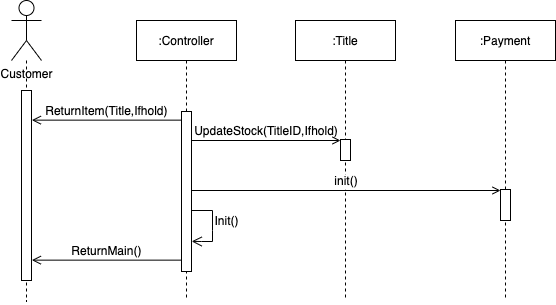 :Controller
:Title
:Payment
Customer
ReturnItem(Title,Ifhold)
UpdateStock(TitleID,Ifhold)
init()
Init()
ReturnMain()